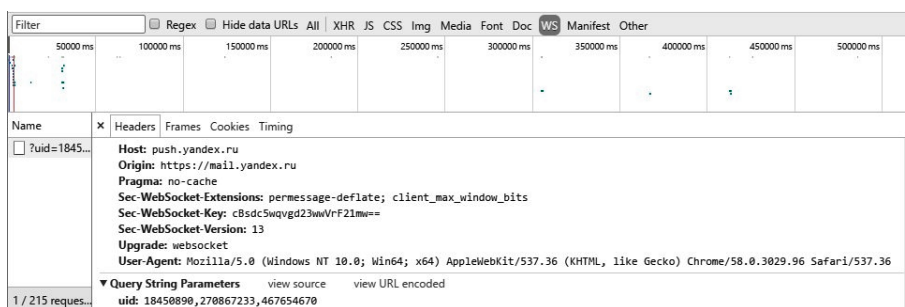 Filter Regex Hide data URLs All XHR JS CSS Img Media Font Doc WS Manifest Other
50000 ms 100000 ms 150000 ms 200000 ms 250000 ms 300000 ms 350000 ms 400000 ms 450000 ms 500000 ms
Name × Headers Frames Cookies Timing
?uid=1845...
Host: push.yandex.ru
Origin: https://mail.yandex.ru
Pragma: no-cache
Sec-WebSocket-Extensions: permessage-deflate; client_max_window_bits
Sec-WebSocket-Key: cBsdc5wqvgd23wwVrF21mw==
Sec-WebSocket-Version: 13
Upgrade: websocket
User-Agent: Mozilla/5.0 (Windows NT 10.0; Win64; x64) AppleWebKit/537.36 (KHTML, like Gecko) Chrome/58.0.3029.96 Safari/537.36
▼ Query String Parameters view source view URL encoded
uid: 18450890,270867233,467654670
1 / 215 reques...